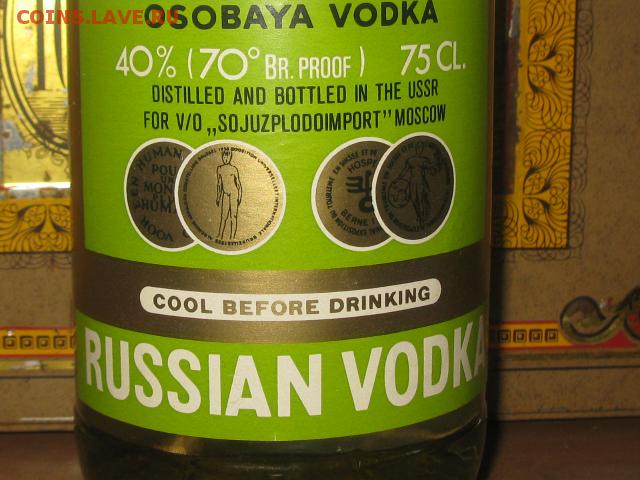 COINS.LAVE.RU
OSOBAYA VODKA
40% (70° BR. PROOF) 75 CL.
DISTILLED AND BOTTLED IN THE USSR
FOR V/O „SOJUZPLODOIMPORT” MOSCOW
COOL BEFORE DRINKING
RUSSIAN VODKA